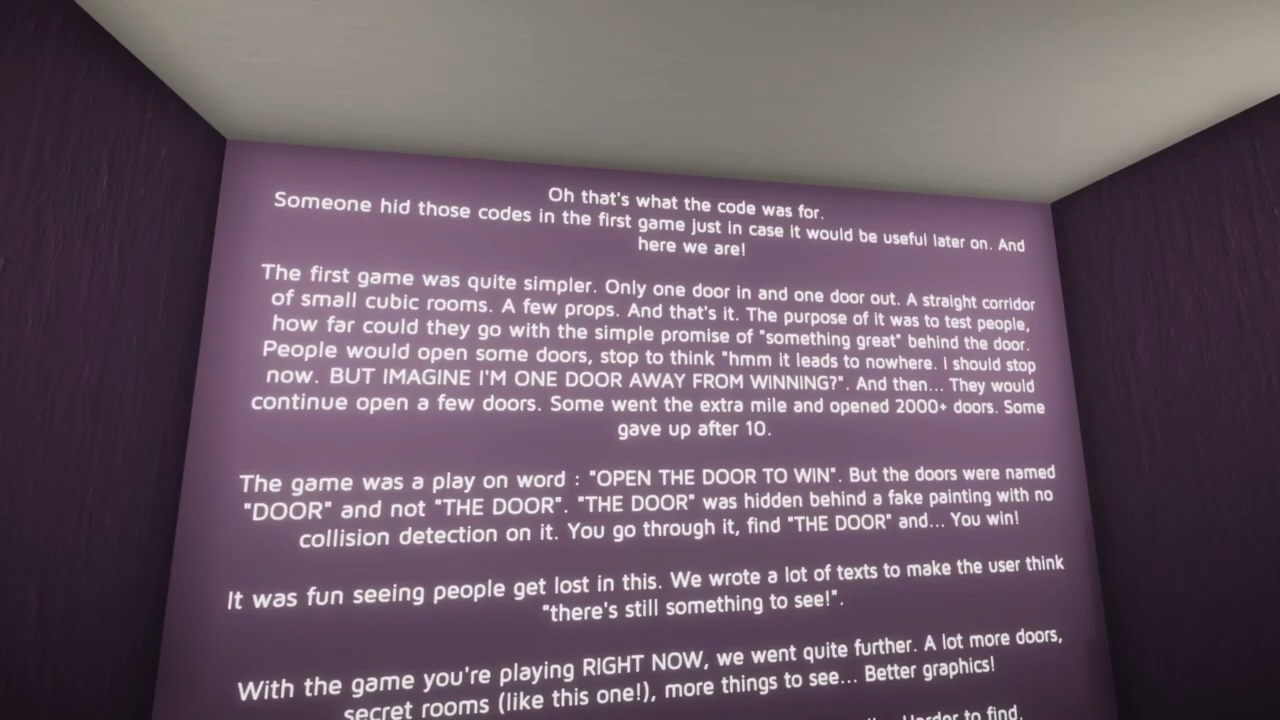 Oh that's what the code was for.
Someone hid those codes in the first game just in case it would be useful later on. And
here we are!
The first game was quite simpler. Only one door in and one door out. A straight corridor
of small cubic rooms. A few props. And that's it. The purpose of it was to test people,
how far could they go with the simple promise of "something great" behind the door.
People would open some doors, stop to think "hmm it leads to nowhere. I should stop
now. BUT IMAGINE I'M ONE DOOR AWAY FROM WINNING?". And then... They would
continue open a few doors. Some went the extra mile and opened 2000+ doors. Some
gave up after 10.
The game was a play on word : "OPEN THE DOOR TO WIN". But the doors were named
"DOOR" and not "THE DOOR". "THE DOOR" was hidden behind a fake painting with no
collision detection on it. You go through it, find "THE DOOR" and... You win!
It was fun seeing people get lost in this. We wrote a lot of texts to make the user think
"there's still something to see!".
With the game you're playing RIGHT NOW, we went quite further. A lot more doors,
secret rooms (like this one!), more things to see... Better graphics!
Harder to find.